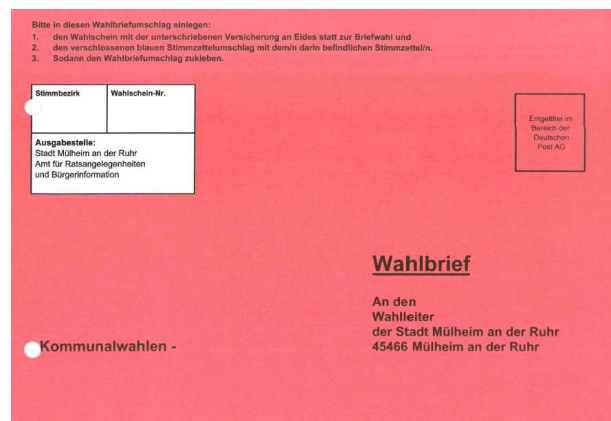 Bitte in diesen Wahlbriefumschlag einlegen:
1. den Wahlschein mit der unterschriebenen Versicherung an Eides statt zur Briefwahl und
2. den verschlossenen blauen Stimmzettelumschlag mit dem/n darin befindlichen Stimmzettel/n.
3. Sodann den Wahlbriefumschlag zukleben.
Stimmbezirk
Wahlschein-Nr.
Ausgabestelle:
Stadt Mülheim an der Ruhr
Amt für Ratsangelegenheiten
und Bürgerinformation
Entgeltfrei im
Bereich der
Deutschen
Post AG
Wahlbrief
An den
Wahlleiter
der Stadt Mülheim an der Ruhr
45466 Mülheim an der Ruhr
Kommunalwahlen -